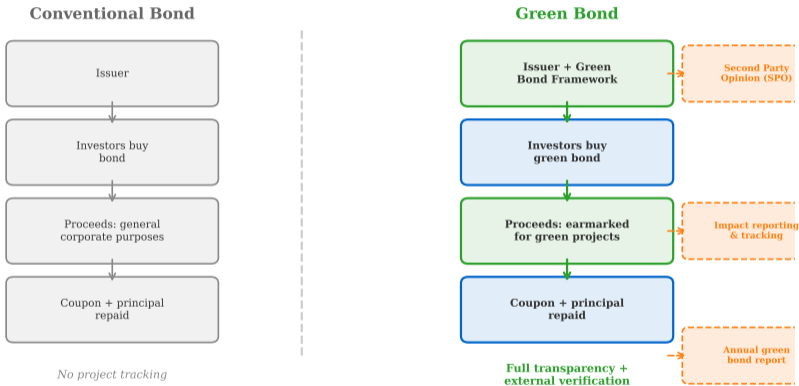 Conventional Bond
Issuer
Investors buy
bond
Proceeds: general
corporate purposes
Coupon + principal
repaid
No project tracking
Green Bond
Issuer + Green
Bond Framework
Second Party
Opinion (SPO)
Investors buy
green bond
Proceeds: earmarked
for green projects
Impact reporting
& tracking
Coupon + principal
repaid
Annual green
bond report
Full transparency +
external verification